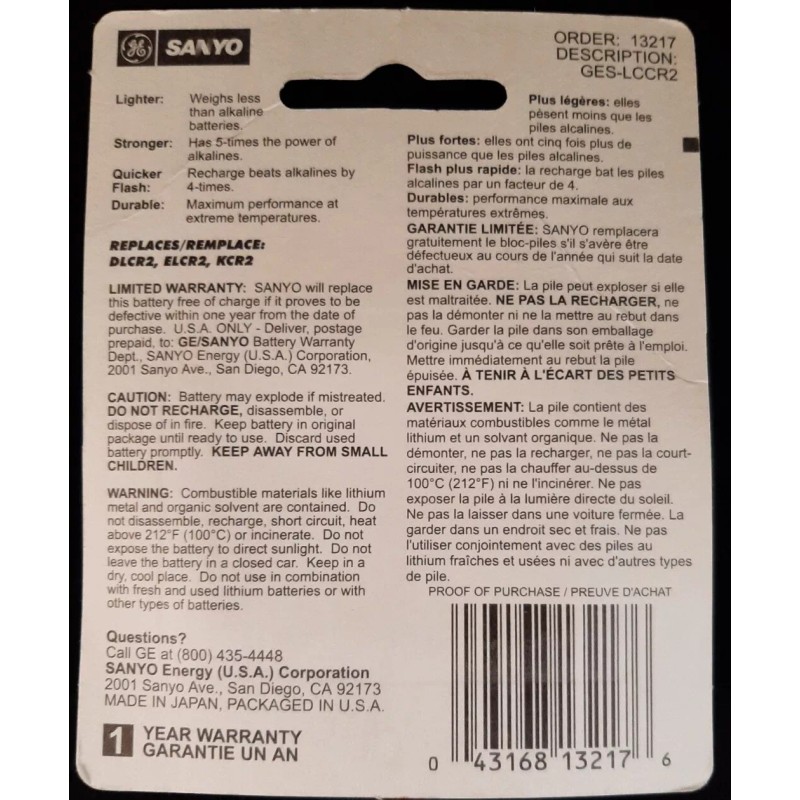 GE SANYO
ORDER: 13217
DESCRIPTION:
GES-LCCR2
Lighter: Weighs less
than alkaline
batteries.
Stronger: Has 5-times the power of
alkalines.
Quicker Recharge beats alkalines by
Flash: 4-times.
Durable: Maximum performance at
extreme temperatures.
REPLACES/REMPLACE:
DLCR2, ELCR2, KCR2
LIMITED WARRANTY: SANYO will replace
this battery free of charge if it proves to be
defective within one year from the date of
purchase. U.S.A. ONLY - Deliver, postage
prepaid, to: GE/SANYO Battery Warranty
Dept., SANYO Energy (U.S.A.) Corporation,
2001 Sanyo Ave., San Diego, CA 92173.
CAUTION: Battery may explode if mistreated.
DO NOT RECHARGE, disassemble, or
dispose of in fire. Keep battery in original
package until ready to use. Discard used
battery promptly. KEEP AWAY FROM SMALL
CHILDREN.
WARNING: Combustible materials like lithium
metal and organic solvent are contained. Do
not disassemble, recharge, short circuit, heat
above 212°F (100°C) or incinerate. Do not
expose the battery to direct sunlight. Do not
leave the battery in a closed car. Keep in a
dry, cool place. Do not use in combination
with fresh and used lithium batteries or with
other types of batteries.
Questions?
Call GE at (800) 435-4448
SANYO Energy (U.S.A.) Corporation
2001 Sanyo Ave., San Diego, CA 92173
MADE IN JAPAN, PACKAGED IN U.S.A.
1 YEAR WARRANTY
GARANTIE UN AN
Plus légères: elles
pèsent moins que les
piles alcalines.
Plus fortes: elles ont cinq fois plus de
puissance que les piles alcalines.
Flash plus rapide: la recharge bat les piles
alcalines par un facteur de 4.
Durables: performance maximale aux
températures extrêmes.
GARANTIE LIMITÉE: SANYO remplacera
gratuitement le bloc-piles s'il s'avère être
défectueux au cours de l'année qui suit la date
d'achat.
MISE EN GARDE: La pile peut exploser si elle
est maltraitée. NE PAS LA RECHARGER, ne
pas la démonter ni ne la mettre au rebut dans
le feu. Garder la pile dans son emballage
d'origine jusqu'à ce qu'elle soit prête à l'emploi.
Mettre immédiatement au rebut la pile
épuisée. À TENIR À L'ÉCART DES PETITS
ENFANTS.
AVERTISSEMENT: La pile contient des
matériaux combustibles comme le métal
lithium et un solvant organique. Ne pas la
démonter, ne pas la recharger, ne pas la court-
circuiter, ne pas la chauffer au-dessus de
100°C (212°F) ni ne l'incinérer. Ne pas
exposer la pile à la lumière directe du soleil.
Ne pas la laisser dans une voiture fermée. La
garder dans un endroit sec et frais. Ne pas
l'utiliser conjointement avec des piles au
lithium fraîches et usées ni avec d'autres types
de pile.
PROOF OF PURCHASE / PREUVE D'ACHAT
0 43168 13217 6